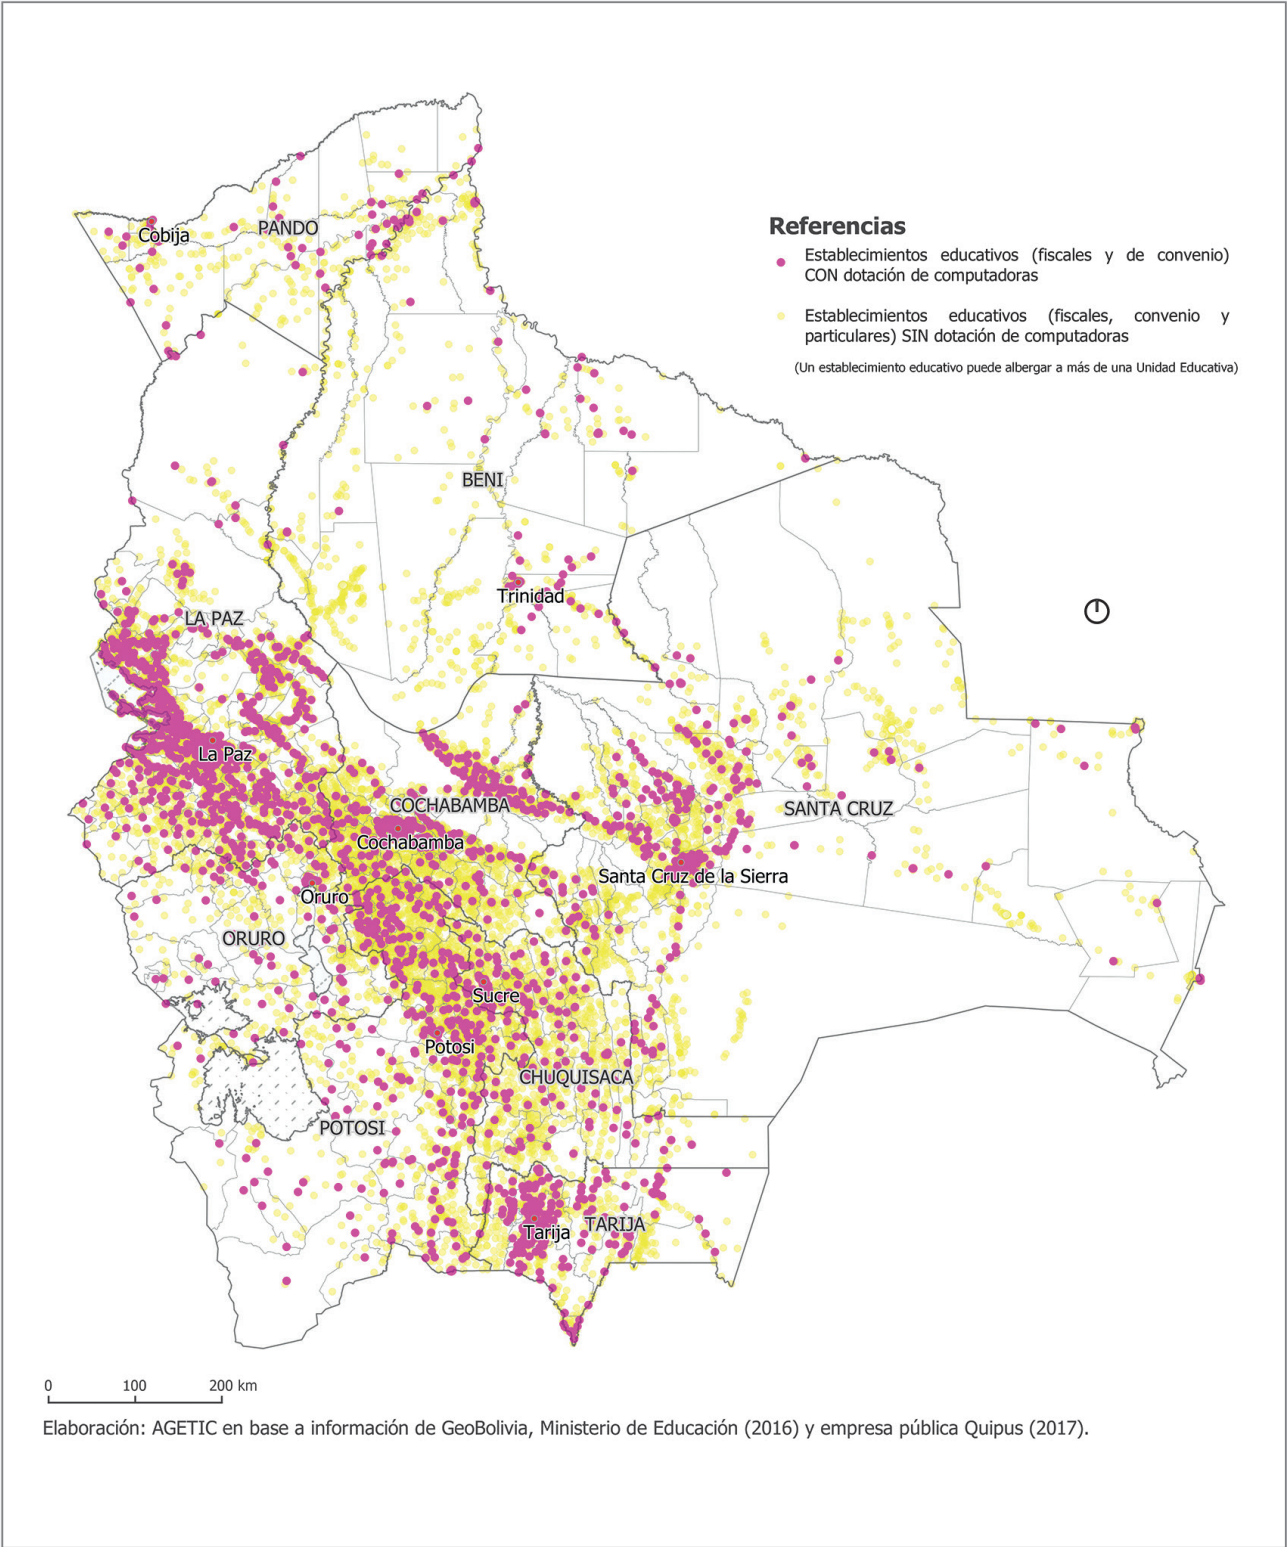 Referencias
Establecimientos educativos (fiscales y de convenio)
CON dotación de computadoras
Establecimientos educativos (fiscales, convenio y
particulares) SIN dotación de computadoras
(Un establecimiento educativo puede albergar a más de una Unidad Educativa)
Cobija
PANDO
BENI
Trinidad
LA PAZ
La Paz
COCHABAMBA
SANTA CRUZ
Cochabamba
Santa Cruz de la Sierra
Oruro
ORURO
Sucre
Potosi
CHUQUISACA
POTOSI
TARIJA
Tarija
0 100 200 km
Elaboración: AGETIC en base a información de GeoBolivia, Ministerio de Educación (2016) y empresa pública Quipus (2017).